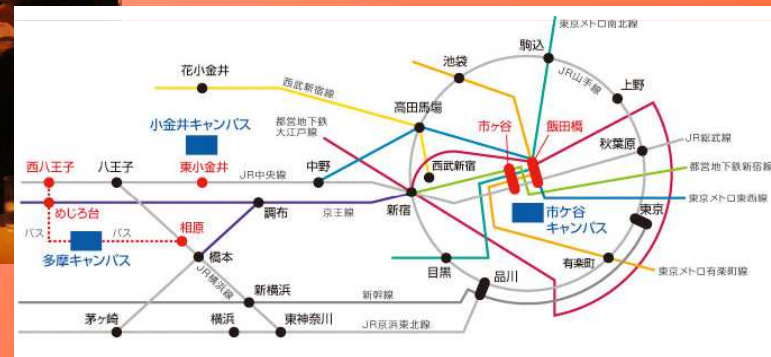 東京メトロ南北線
駒込
池袋
JR山手線
花小金井
西武新宿線
上野
高田馬場
小金井キャンパス
都営地下鉄
大江戸線
市ヶ谷
飯田橋
秋葉原
JR総武線
西八王子
八王子
東小金井
中野
西武新宿
都営地下鉄新宿線
JR中央線
めじろ台
調布
京王線
新宿
市ケ谷
キャンパス
東京
東京メトロ東西線
相原
バス
バス
多摩キャンパス
橋本
目黒
品川
有楽町
東京メトロ有楽町線
JR横浜線
新横浜
新幹線
茅ヶ崎
横浜
東神奈川
JR京浜東北線